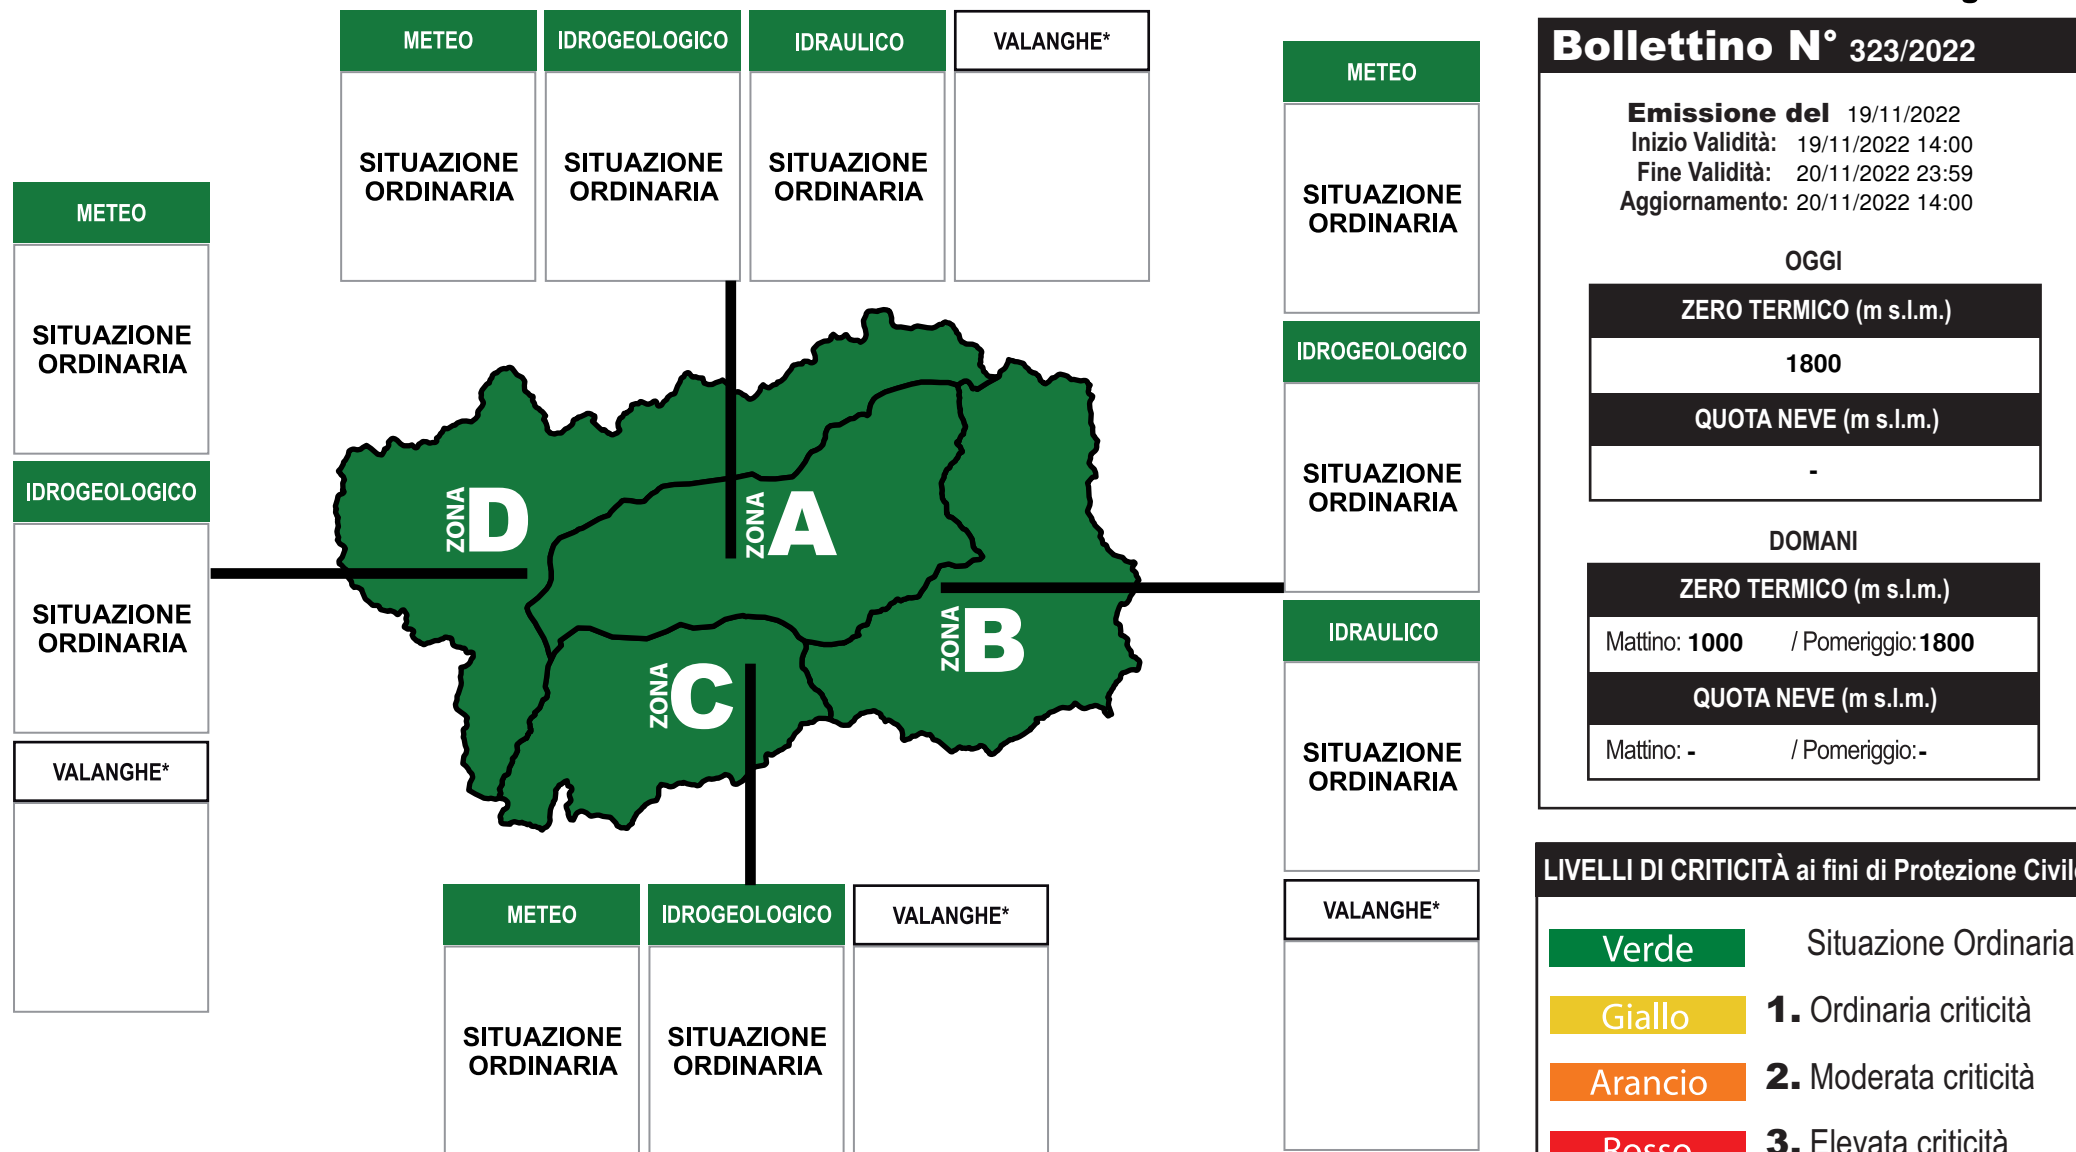 METEO IDROGEOLOGICO IDRAULICO VALANGHE*
SITUAZIONE ORDINARIA SITUAZIONE ORDINARIA SITUAZIONE ORDINARIA
METEO
SITUAZIONE
ORDINARIA
IDROGEOLOGICO
SITUAZIONE
ORDINARIA
VALANGHE*
ZONA D
ZONA A
ZONA B
ZONA C
METEO
SITUAZIONE
ORDINARIA
IDROGEOLOGICO
SITUAZIONE
ORDINARIA
IDRAULICO
SITUAZIONE
ORDINARIA
VALANGHE*
METEO IDROGEOLOGICO VALANGHE*
SITUAZIONE ORDINARIA SITUAZIONE ORDINARIA
Bollettino N° 323/2022
Emissione del 19/11/2022
Inizio Validità: 19/11/2022 14:00
Fine Validità: 20/11/2022 23:59
Aggiornamento: 20/11/2022 14:00
OGGI
ZERO TERMICO (m s.l.m.)
1800
QUOTA NEVE (m s.l.m.)
-
DOMANI
ZERO TERMICO (m s.l.m.)
Mattino: 1000 / Pomeriggio: 1800
QUOTA NEVE (m s.l.m.)
Mattino: - / Pomeriggio: -
LIVELLI DI CRITICITÀ ai fini di Protezione Civile
Verde Situazione Ordinaria
Giallo 1. Ordinaria criticità
Arancio 2. Moderata criticità
Rosso 3. Elevata criticità